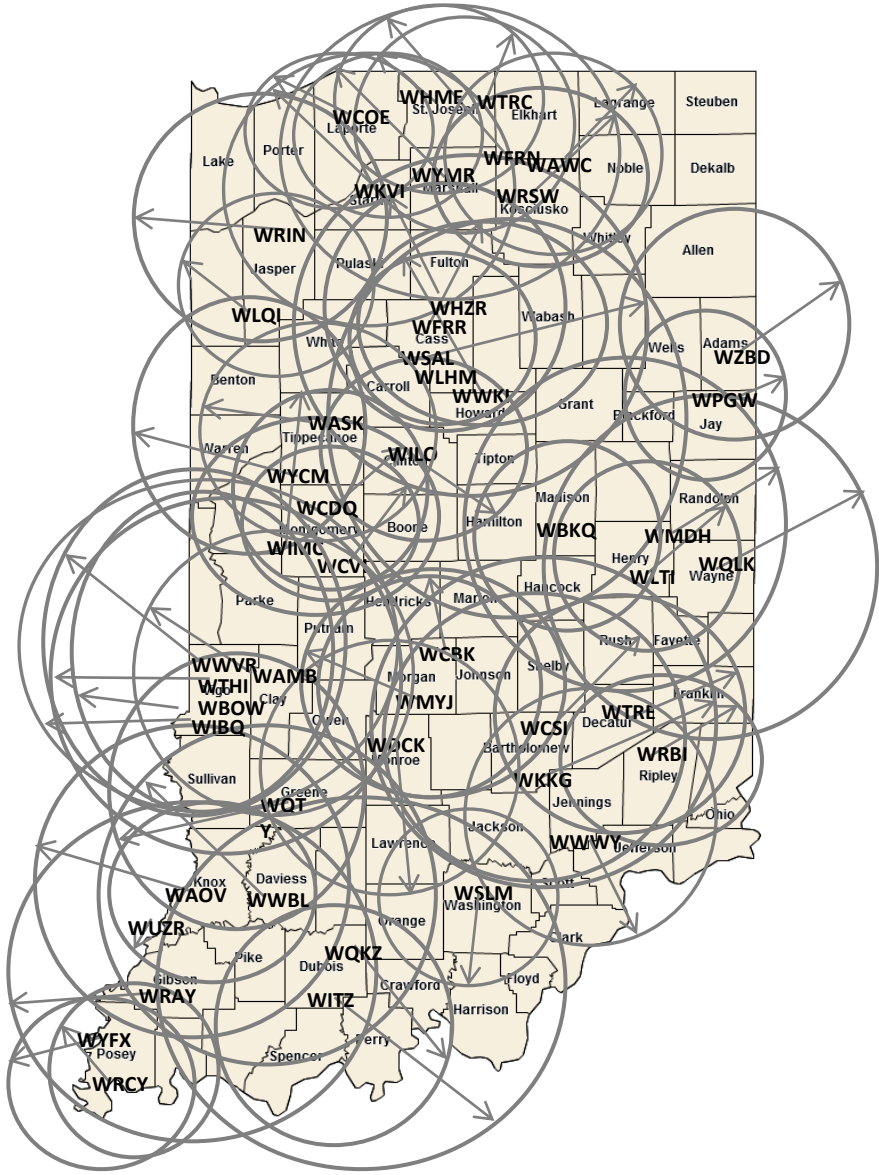 Steuben
WHME
WTRC
Lagrange
St. Joseph
Elkhart
WCOE
Laporte
Porter
Lake
WFRN
WAWC
Noble
Dekalb
WYMR
Marshall
WKVI
WRSW
Kosciusko
WRIN
Whitley
Allen
Jasper
Pulaski
Fulton
WHZR
WLQI
Wabash
WFRR
Cass
White
Wells
Adams
WZBD
WSAL
WLHM
Benton
Carroll
WWKI
Howard
Grant
Blackford
WPGW
Jay
WASK
Tippecanoe
Warren
Clinton
Tipton
WYCM
Madison
Randolph
WCDQ
Montgomery
Boone
Hamilton
WBKQ
WMDH
WIMC
Henry
WQLK
Wayne
WLTI
Hancock
Parke
Hendricks
Marion
Putnam
Rush
Fayette
WCBK
WWVR
WAMB
Morgan
Johnson
Shelby
WTHI
Vigo
Clay
Franklin
WBOW
WMYJ
WTRE
Decatur
WIBQ
Owen
WCSI
Bartholomew
Monroe
WRBI
Ripley
Sullivan
WKKG
Greene
Jennings
WQT
Y
Ohio
Jackson
Lawrence
WWWY
Jefferson
Knox
Daviess
Scott
WAOV
WWBL
WSLM
Washington
Orange
WUZR
Clark
WQKZ
Pike
Dubois
Gibson
WRAY
WITZ
Crawford
Floyd
Harrison
WYFX
Posey
Perry
Spencer
WRCY